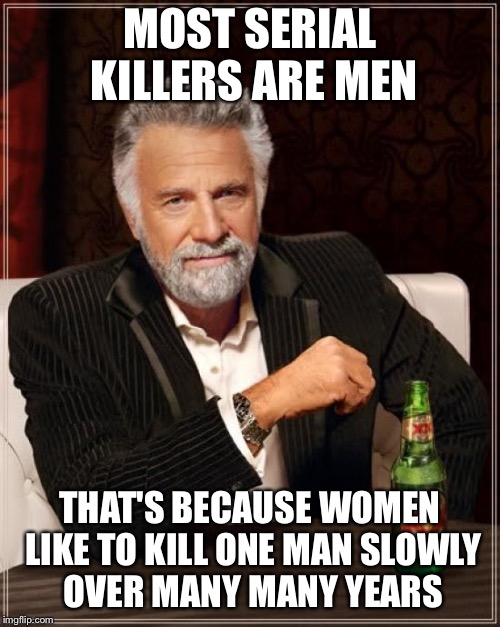 MOST SERIAL
KILLERS ARE MEN
XX
THAT'S BECAUSE WOMEN
LIKE TO KILL ONE MAN SLOWLY
OVER MANY MANY YEARS
imgflip.com